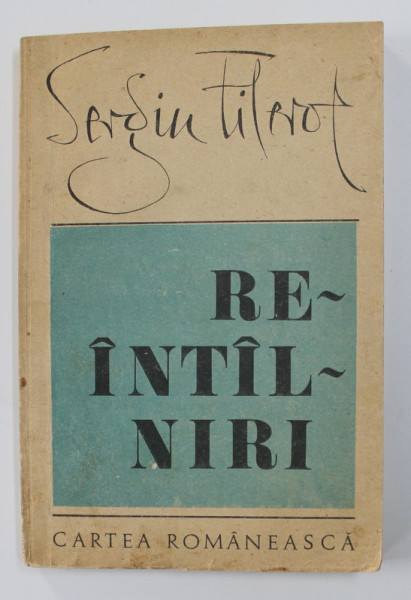 Sergiu Filerot
RE~
ÎNTÎL~
NIRI
CARTEA ROMÂNEASCĂ